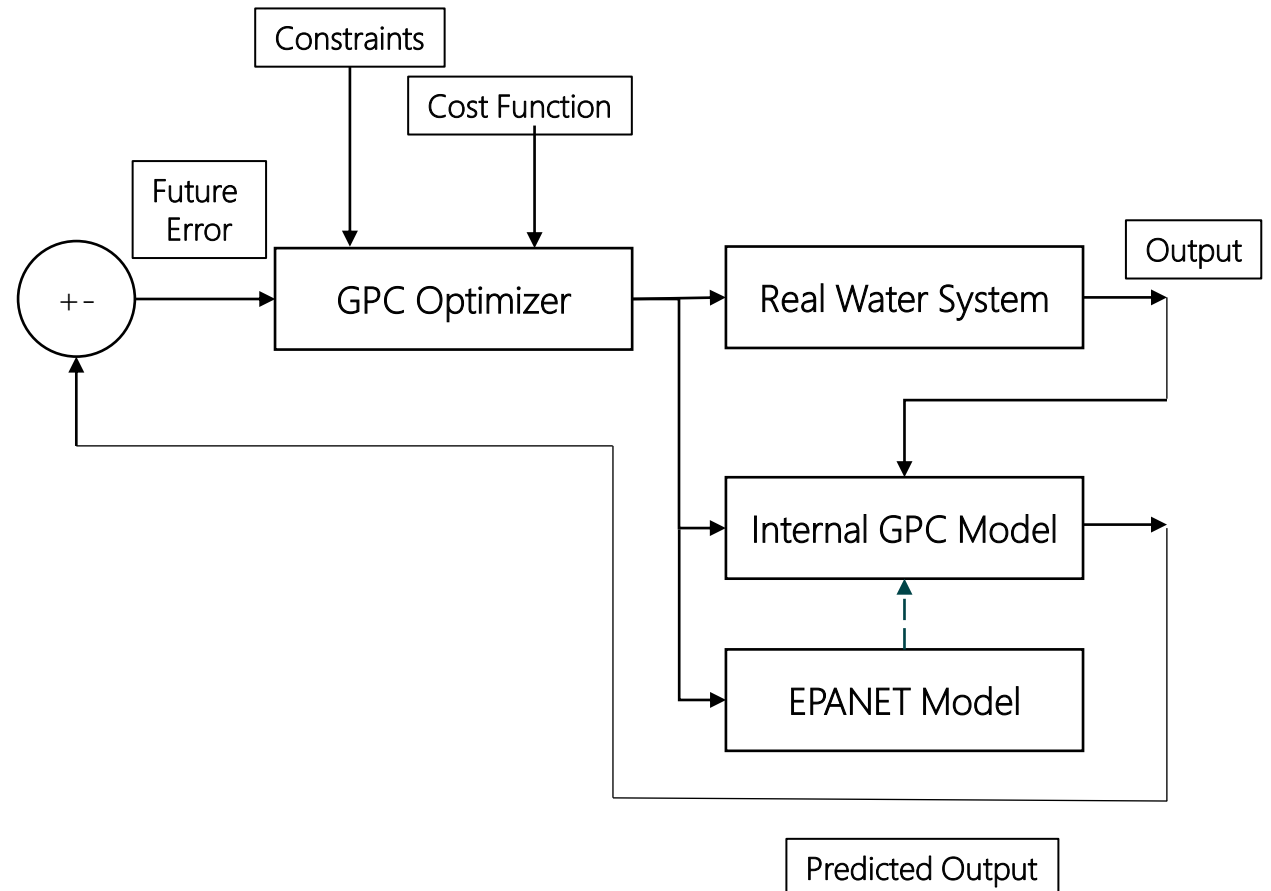 Constraints
Cost Function
Future
Error
Output
+ -
GPC Optimizer
Real Water System
Internal GPC Model
EPANET Model
Predicted Output